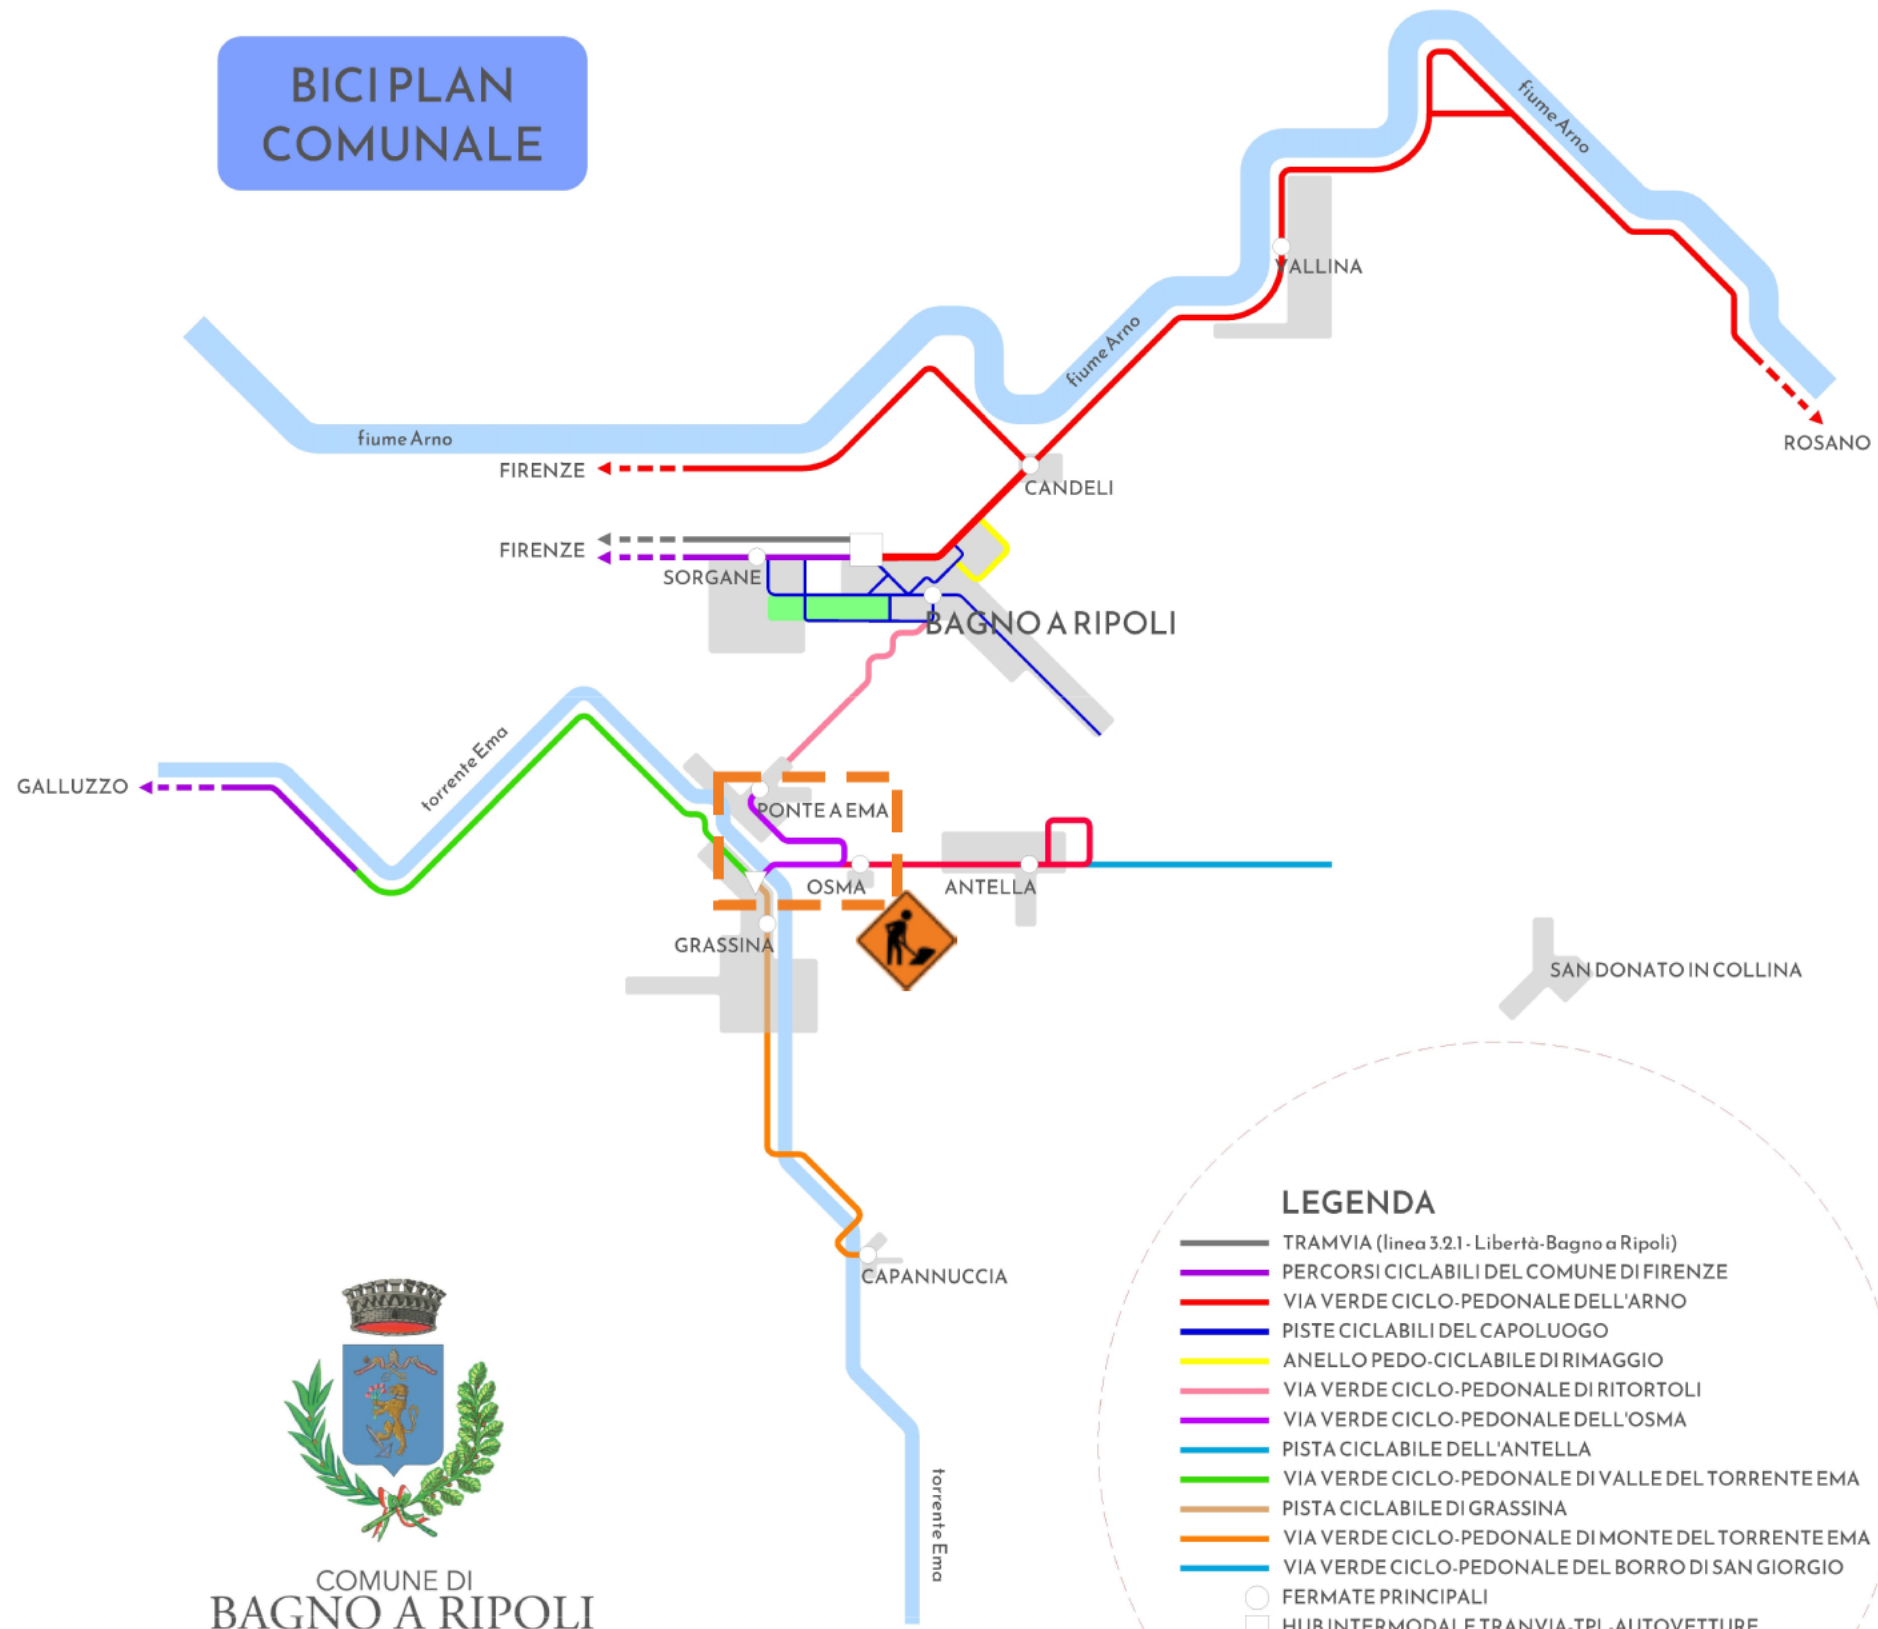 BICI PLAN
COMUNALE
fiume Arno
VALLINA
fiume Arno
fiume Arno
ROSANO
FIRENZE
CANDELI
FIRENZE
SORGANE
BAGNO A RIPOLI
torrente Ema
GALLUZZO
PONTE A EMA
OSMA
ANTELLA
GRASSINA
SAN DONATO IN COLLINA
CAPANNUCCIA
torrente Ema
LEGENDA
TRAMVIA (linea 3.2.1 - Libertà-Bagno a Ripoli)
PERCORSI CICLABILI DEL COMUNE DI FIRENZE
VIA VERDE CICLO-PEDONALE DELL'ARNO
PISTE CICLABILI DEL CAPOLUOGO
ANELLO PEDO-CICLABILE DI RIMAGGIO
VIA VERDE CICLO-PEDONALE DI RITORTOLI
VIA VERDE CICLO-PEDONALE DELL'OSMA
PISTA CICLABILE DELL'ANTELLA
VIA VERDE CICLO-PEDONALE DI VALLE DEL TORRENTE EMA
PISTA CICLABILE DI GRASSINA
VIA VERDE CICLO-PEDONALE DI MONTE DEL TORRENTE EMA
VIA VERDE CICLO-PEDONALE DEL BORRO DI SAN GIORGIO
FERMATE PRINCIPALI
HUB INTERMODALE TRANVIA-TPL-AUTOVETTURE
COMUNE DI
BAGNO A RIPOLI